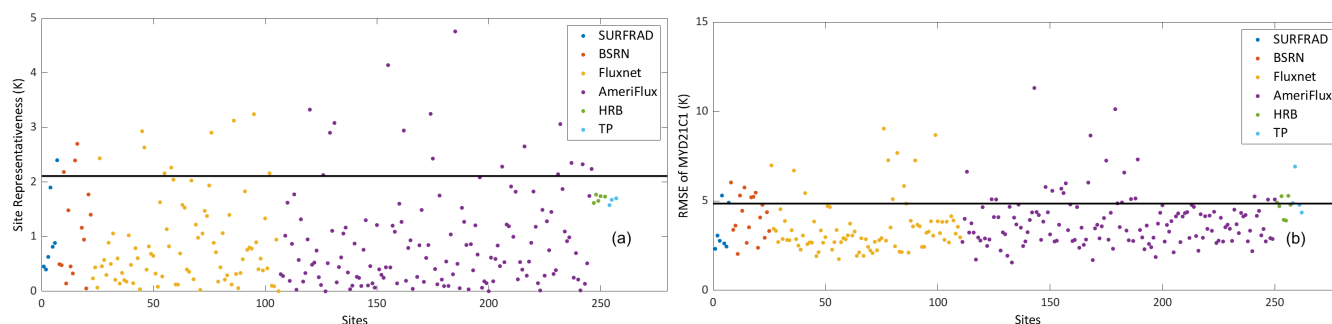 5
4
3
2
1
0
Site Representativeness (K)
0 50 100 150 200 250
Sites
SURFRAD
BSRN
Fluxnet
AmeriFlux
HRB
TP
(a)
15
10
5
0
RMSE of MYD21C1 (K)
0 50 100 150 200 250
Sites
SURFRAD
BSRN
Fluxnet
AmeriFlux
HRB
TP
(b)